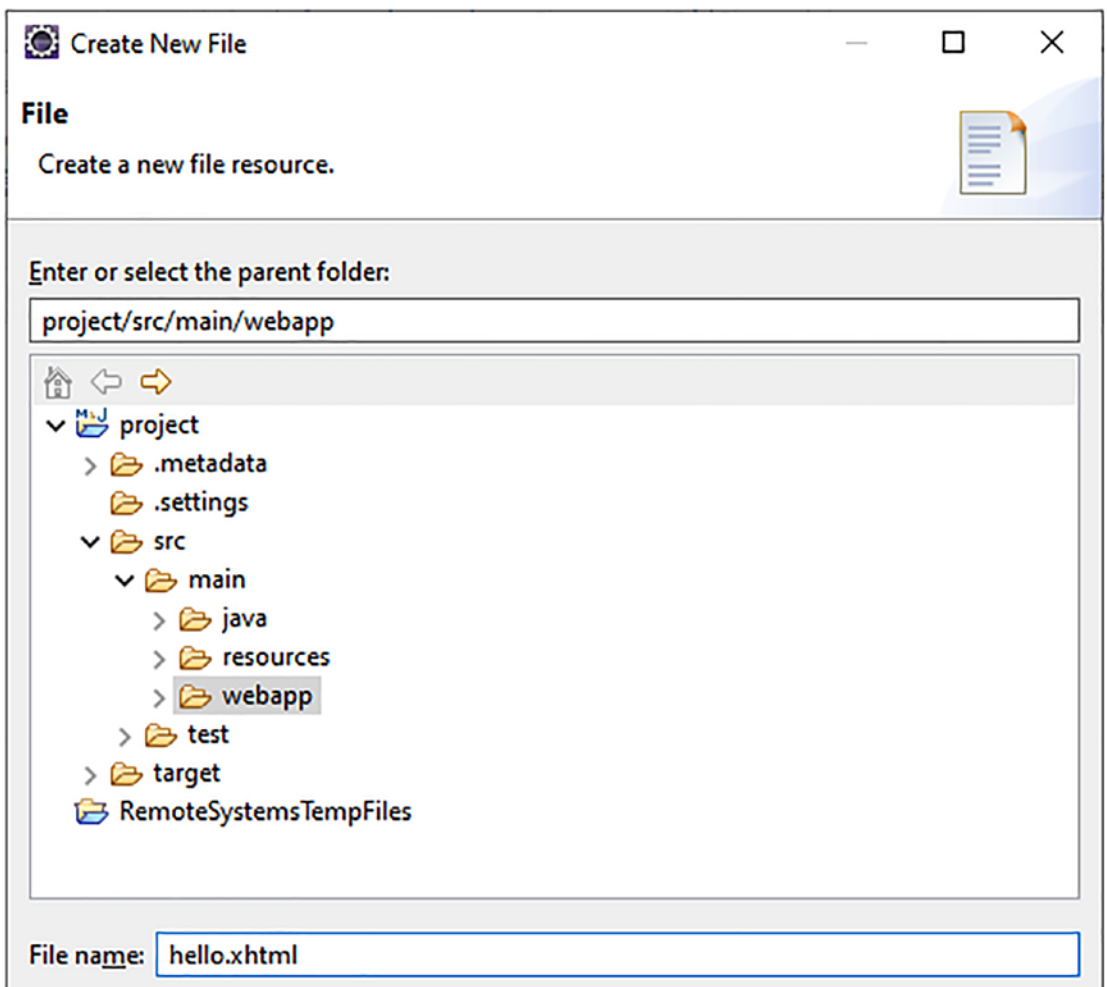 Create New File
File
Create a new file resource.
Enter or select the parent folder:
project/src/main/webapp
project
.metadata
.settings
src
main
java
resources
webapp
test
target
RemoteSystemsTempFiles
File name: hello.xhtml